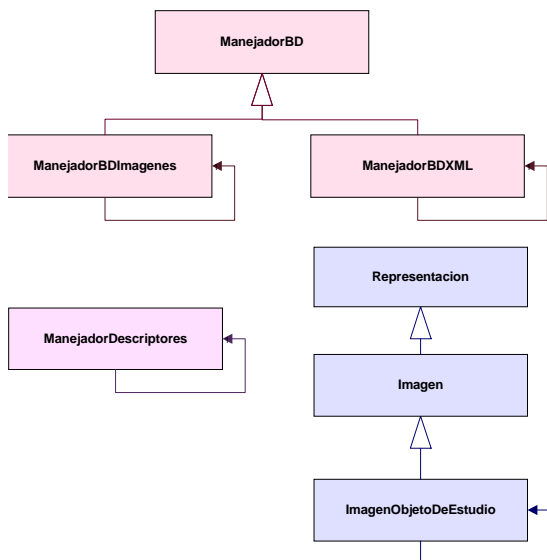 ManejadorBD
ManejadorBDImagenes
ManejadorBDXML
Representacion
ManejadorDescriptores
Imagen
ImagenObjetoDeEstudio